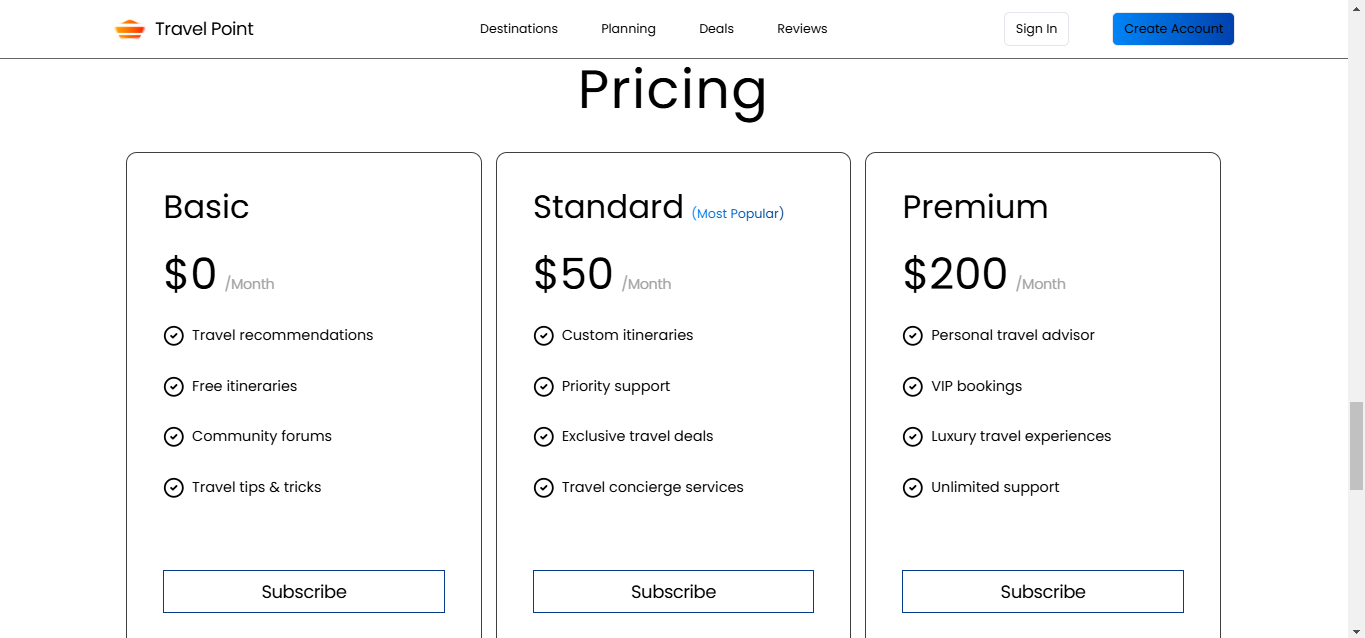 Travel Point
Destinations
Planning
Deals
Reviews
Sign In
Create Account
Pricing
Basic
$0 /Month
Travel recommendations
Free itineraries
Community forums
Travel tips & tricks
Subscribe
Standard (Most Popular)
$50 /Month
Custom itineraries
Priority support
Exclusive travel deals
Travel concierge services
Subscribe
Premium
$200 /Month
Personal travel advisor
VIP bookings
Luxury travel experiences
Unlimited support
Subscribe